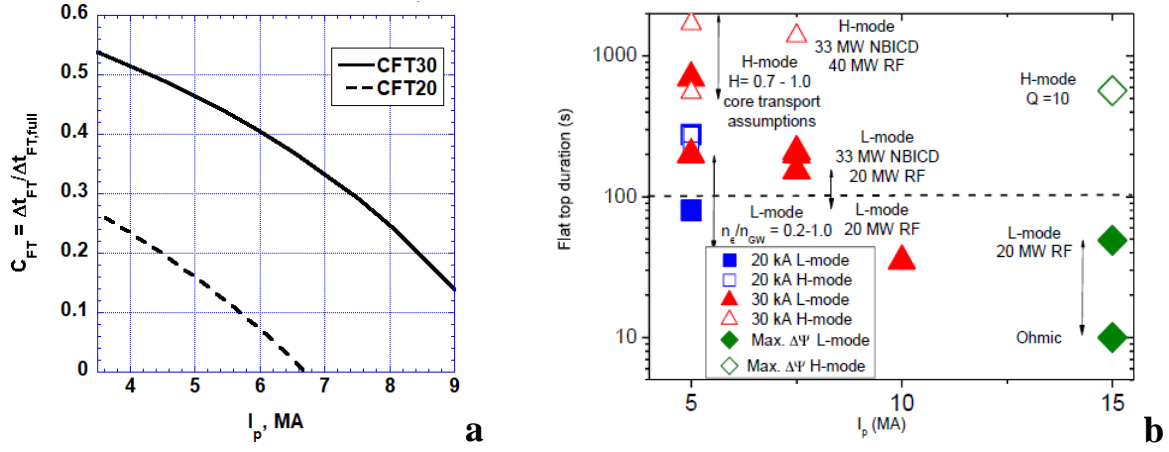 a
0.6
0.5
0.4
0.3
0.2
0.1
0
C_FT = Δt_FT/Δt_FT,full
CFT30
CFT20
4 5 6 7 8 9
I_p, MA
a
1000
100
10
Flat top duration (s)
H-mode
H= 0.7 - 1.0
core transport
assumptions
H-mode
33 MW NBICD
40 MW RF
H-mode
Q =10
L-mode
33 MW NBICD
20 MW RF
L-mode
n_e/n_GW = 0.2-1.0
L-mode
20 MW RF
L-mode
20 MW RF
Ohmic
20 kA L-mode
20 kA H-mode
30 kA L-mode
30 kA H-mode
Max. ΔΨ L-mode
Max. ΔΨ H-mode
5 10 15
I_p (MA)
b